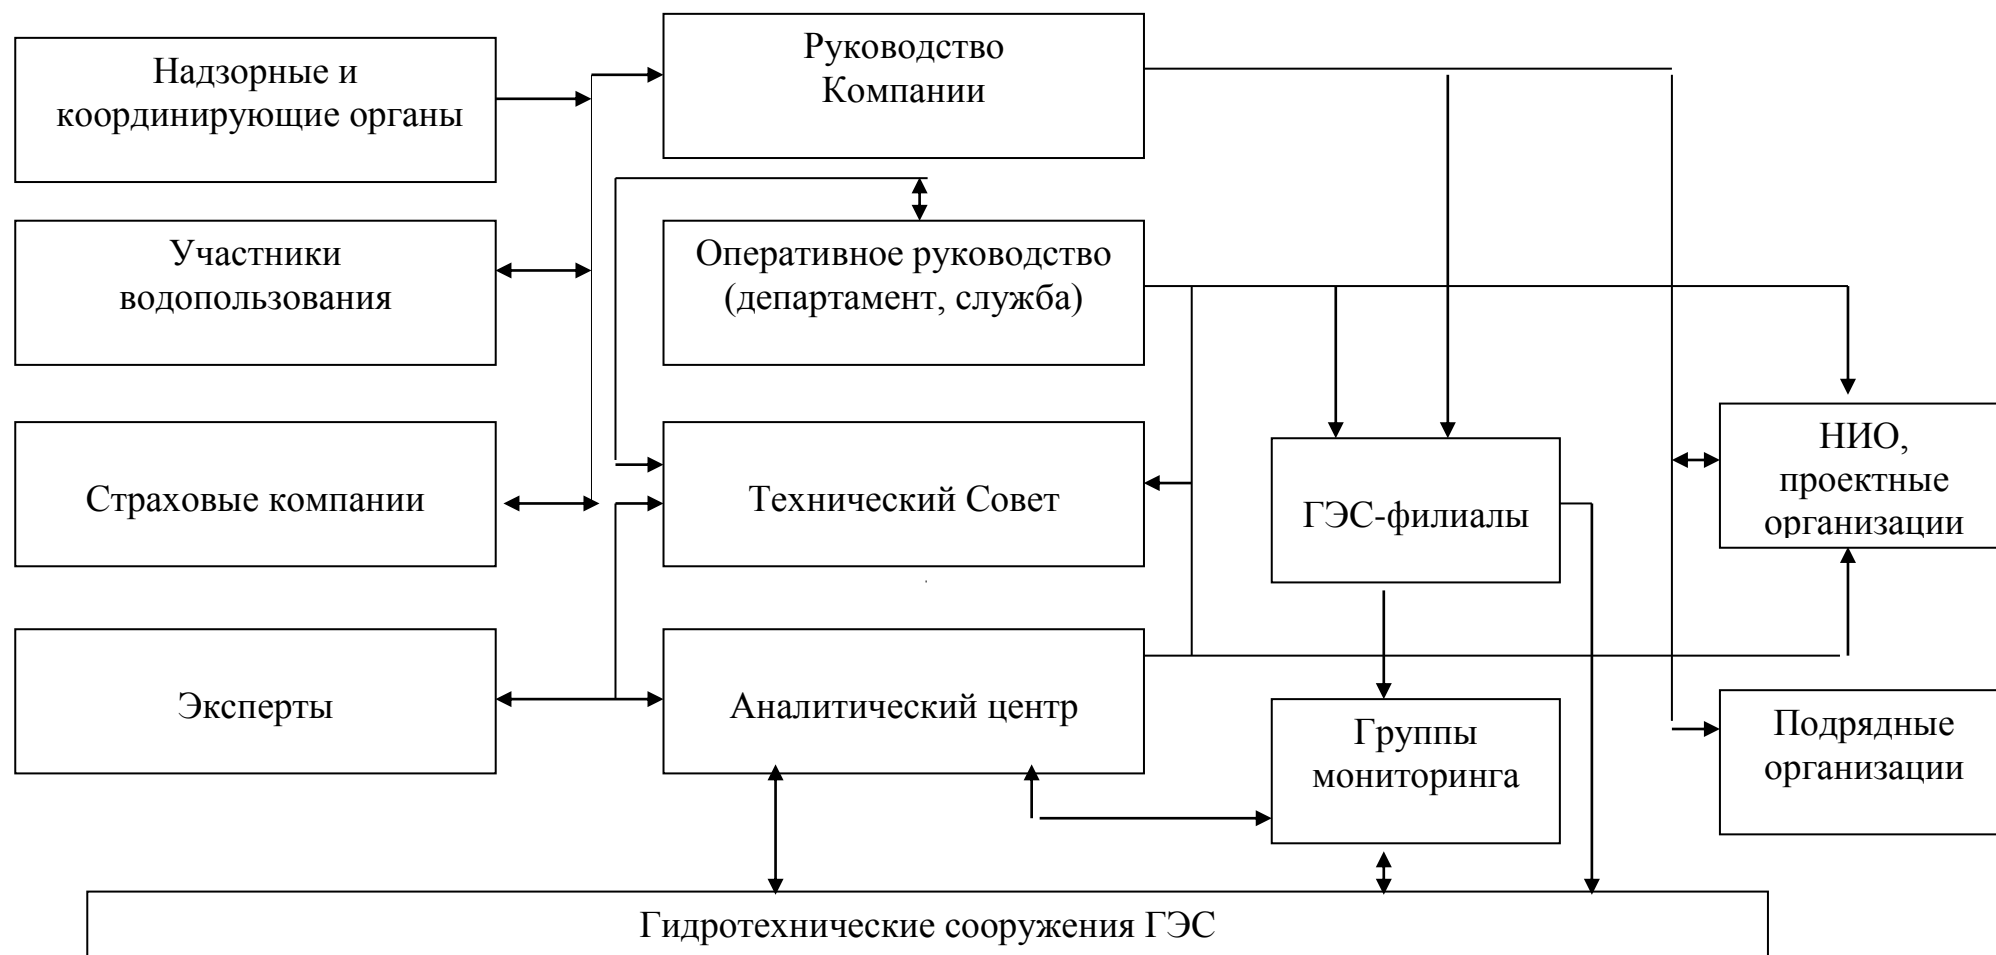 Надзорные и
координирующие органы
Руководство
Компании
Участники
водопользования
Оперативное руководство
(департамент, служба)
Страховые компании
Технический Совет
ГЭС-филиалы
НИО,
проектные
организации
Эксперты
Аналитический центр
Группы
мониторинга
Подрядные
организации
Гидротехнические сооружения ГЭС